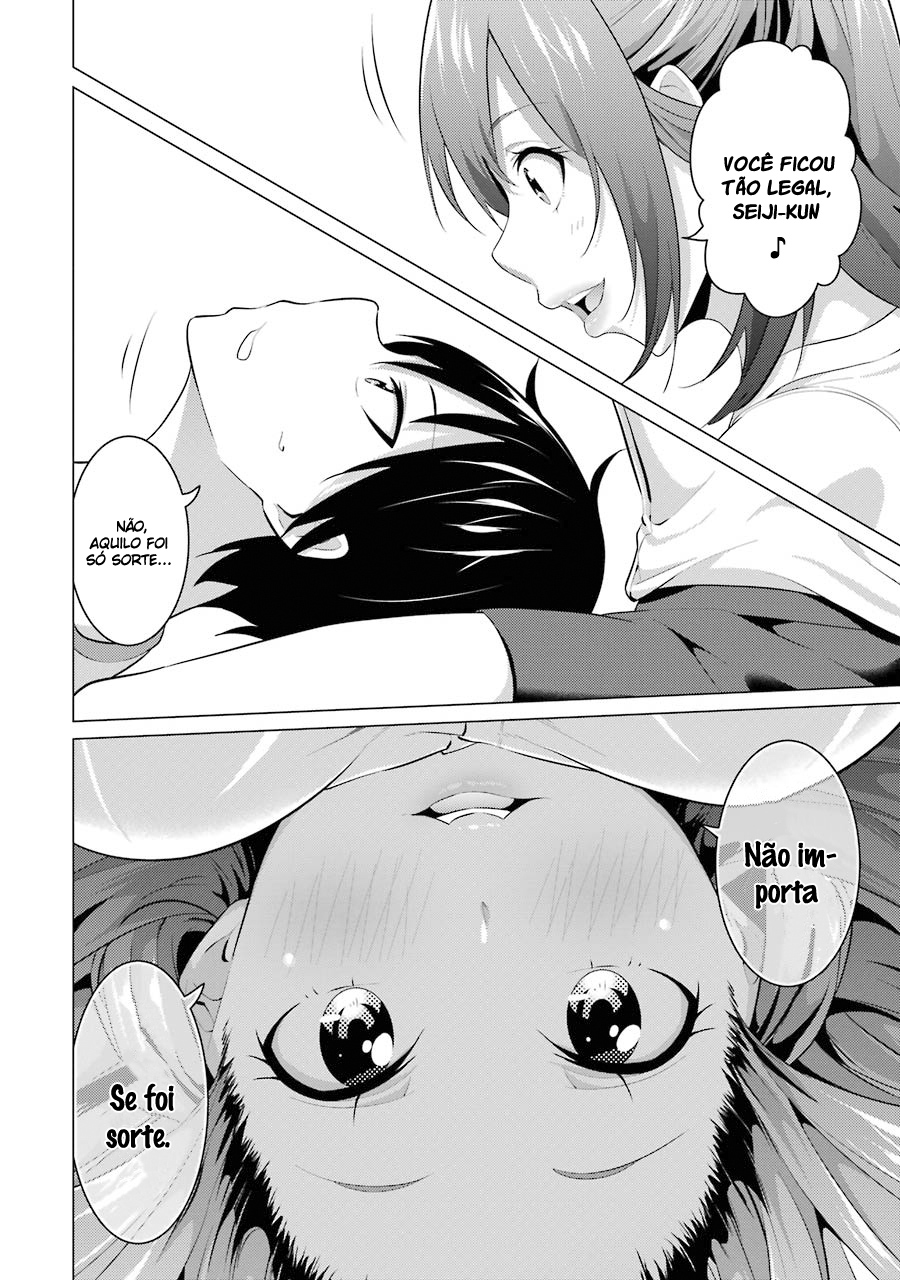 VOCÊ FICOU
TÃO LEGAL,
SEIJI-KUN
♪
NÃO,
AQUILO FOI
SÓ SORTE...
Não im-
porta
Se foi
sorte.